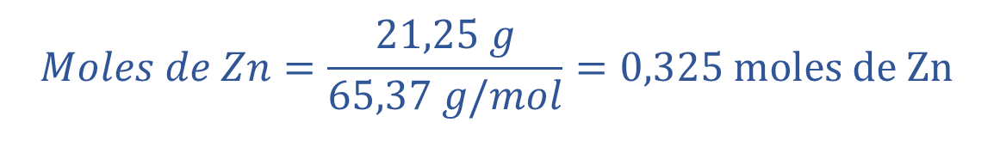 Moles de Zn = 21,25 g / 65,37 g/mol = 0,325 moles de Zn